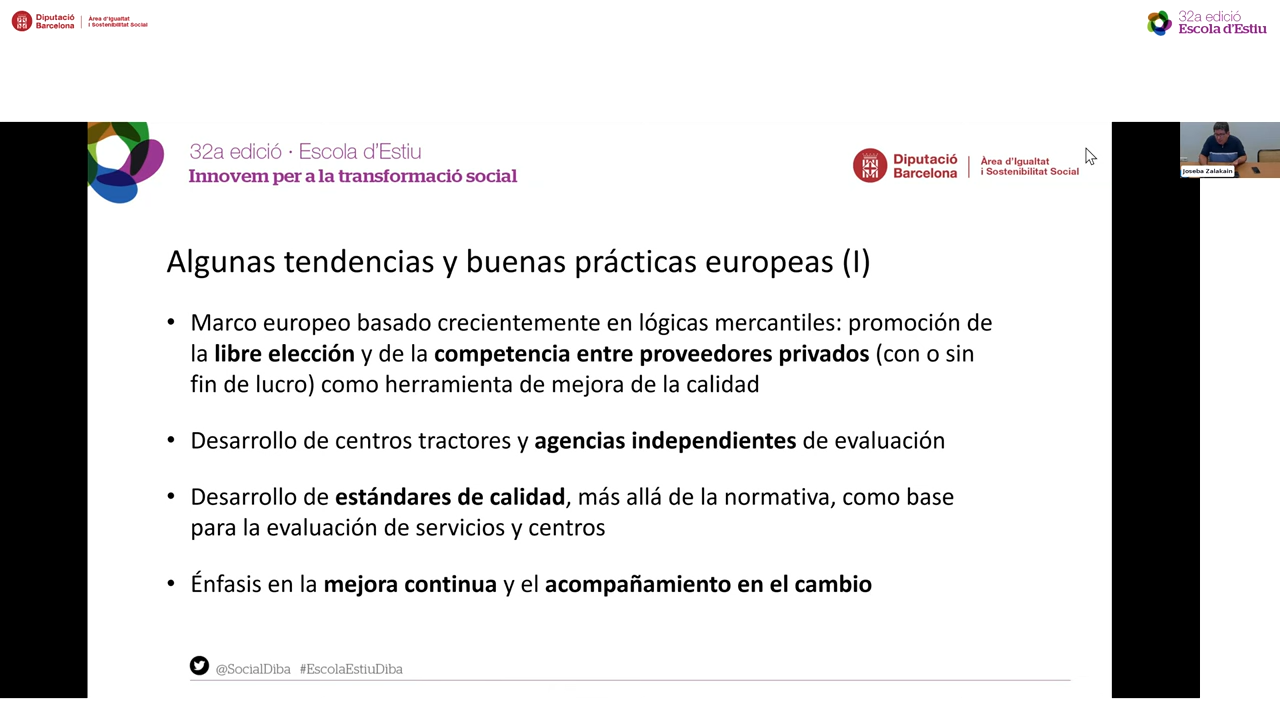 Diputació
Barcelona
Àrea d'Igualtat
i Sostenibilitat Social
32a edició
Escola d'Estiu
32a edició · Escola d'Estiu
Innovem per a la transformació social
Diputació
Barcelona
Àrea d'Igualtat
i Sostenibilitat Social
Joseba Zalakain
Algunas tendencias y buenas prácticas europeas (I)
• Marco europeo basado crecientemente en lógicas mercantiles: promoción de
la libre elección y de la competencia entre proveedores privados (con o sin
fin de lucro) como herramienta de mejora de la calidad
• Desarrollo de centros tractores y agencias independientes de evaluación
• Desarrollo de estándares de calidad, más allá de la normativa, como base
para la evaluación de servicios y centros
• Énfasis en la mejora continua y el acompañamiento en el cambio
@SocialDiba #EscolaEstiuDiba